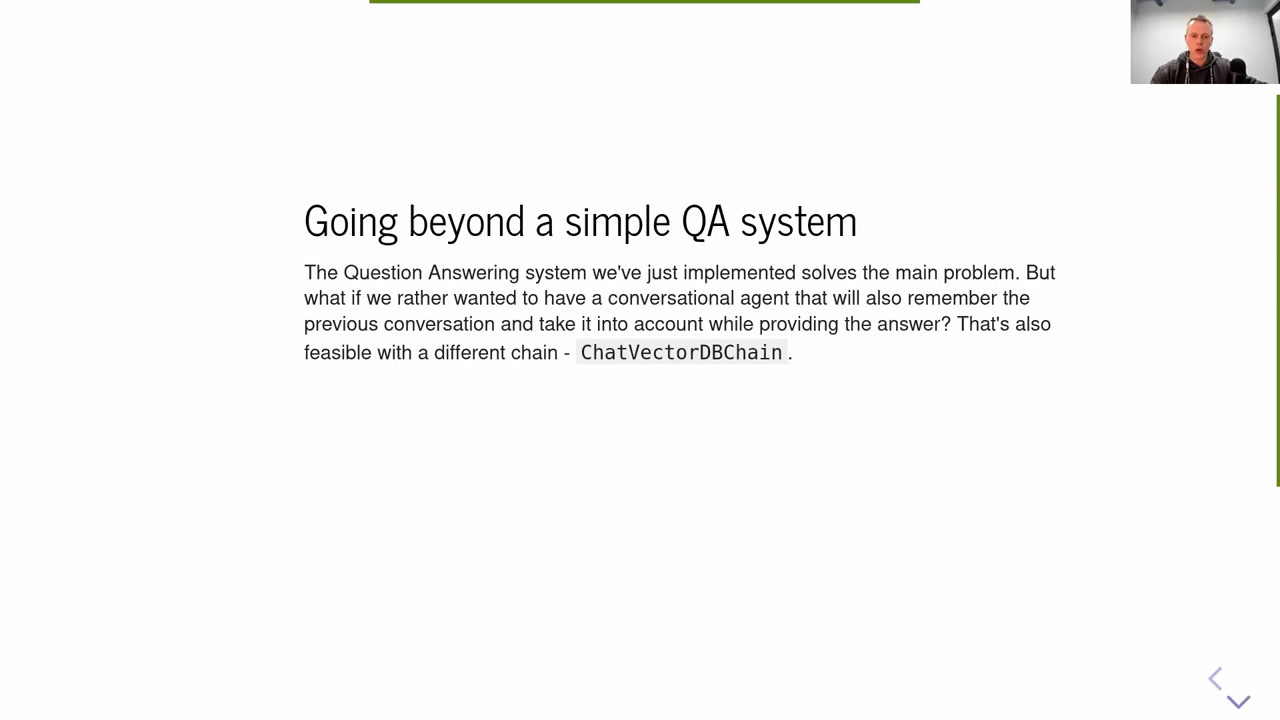 Going beyond a simple QA system
The Question Answering system we've just implemented solves the main problem. But
what if we rather wanted to have a conversational agent that will also remember the
previous conversation and take it into account while providing the answer? That's also
feasible with a different chain - ChatVectorDBChain.